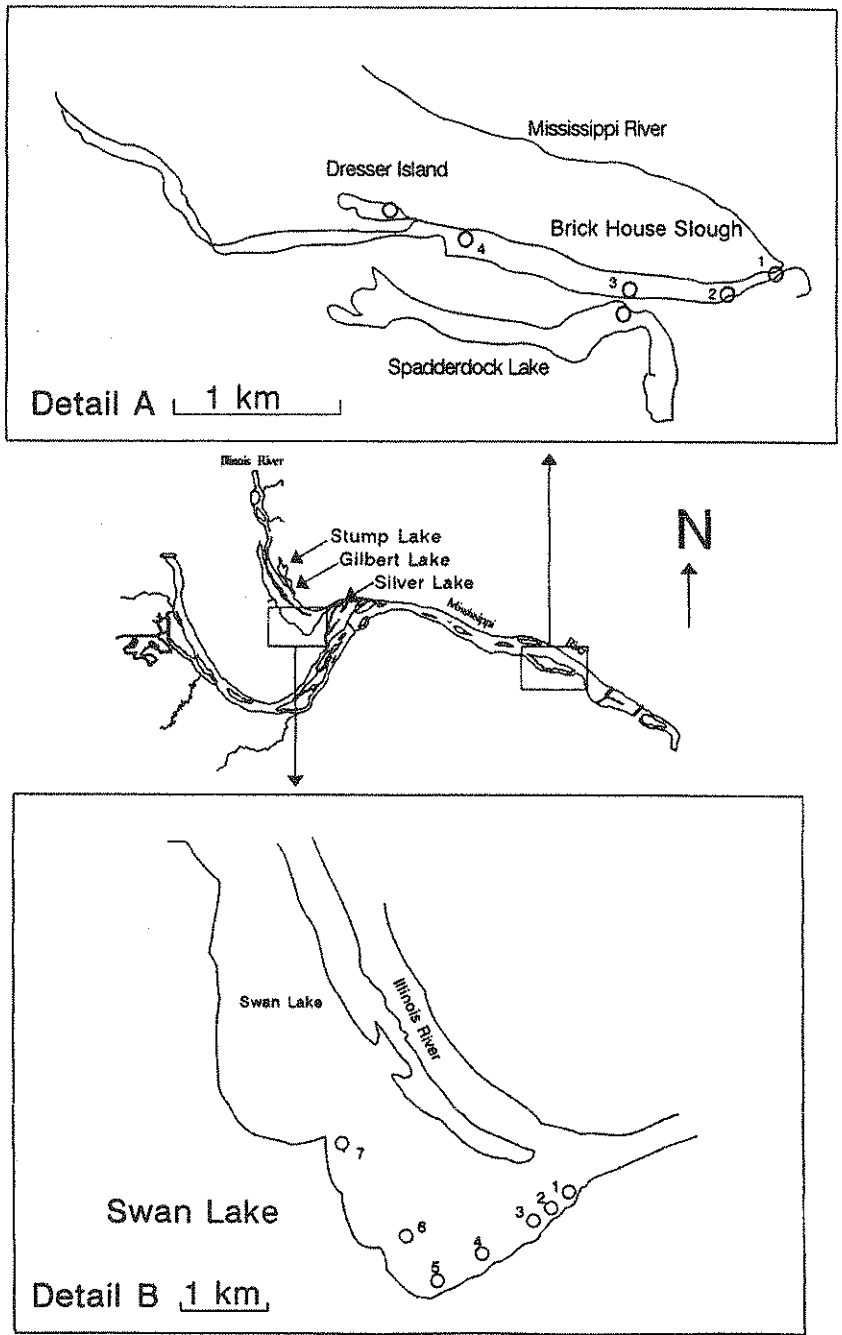 Mississippi River
Dresser Island
Brick House Slough
1
4
3
2
Spadderdock Lake
Detail A 1 km
Illinois River
Stump Lake
Gilbert Lake
Silver Lake
N
Mississippi
Swan Lake
Illinois River
7
1
2
3
6
4
5
Swan Lake
Detail B 1 km